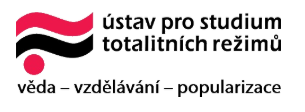 ústav pro studium
totalitních režimů
věda – vzdělávání – popularizace